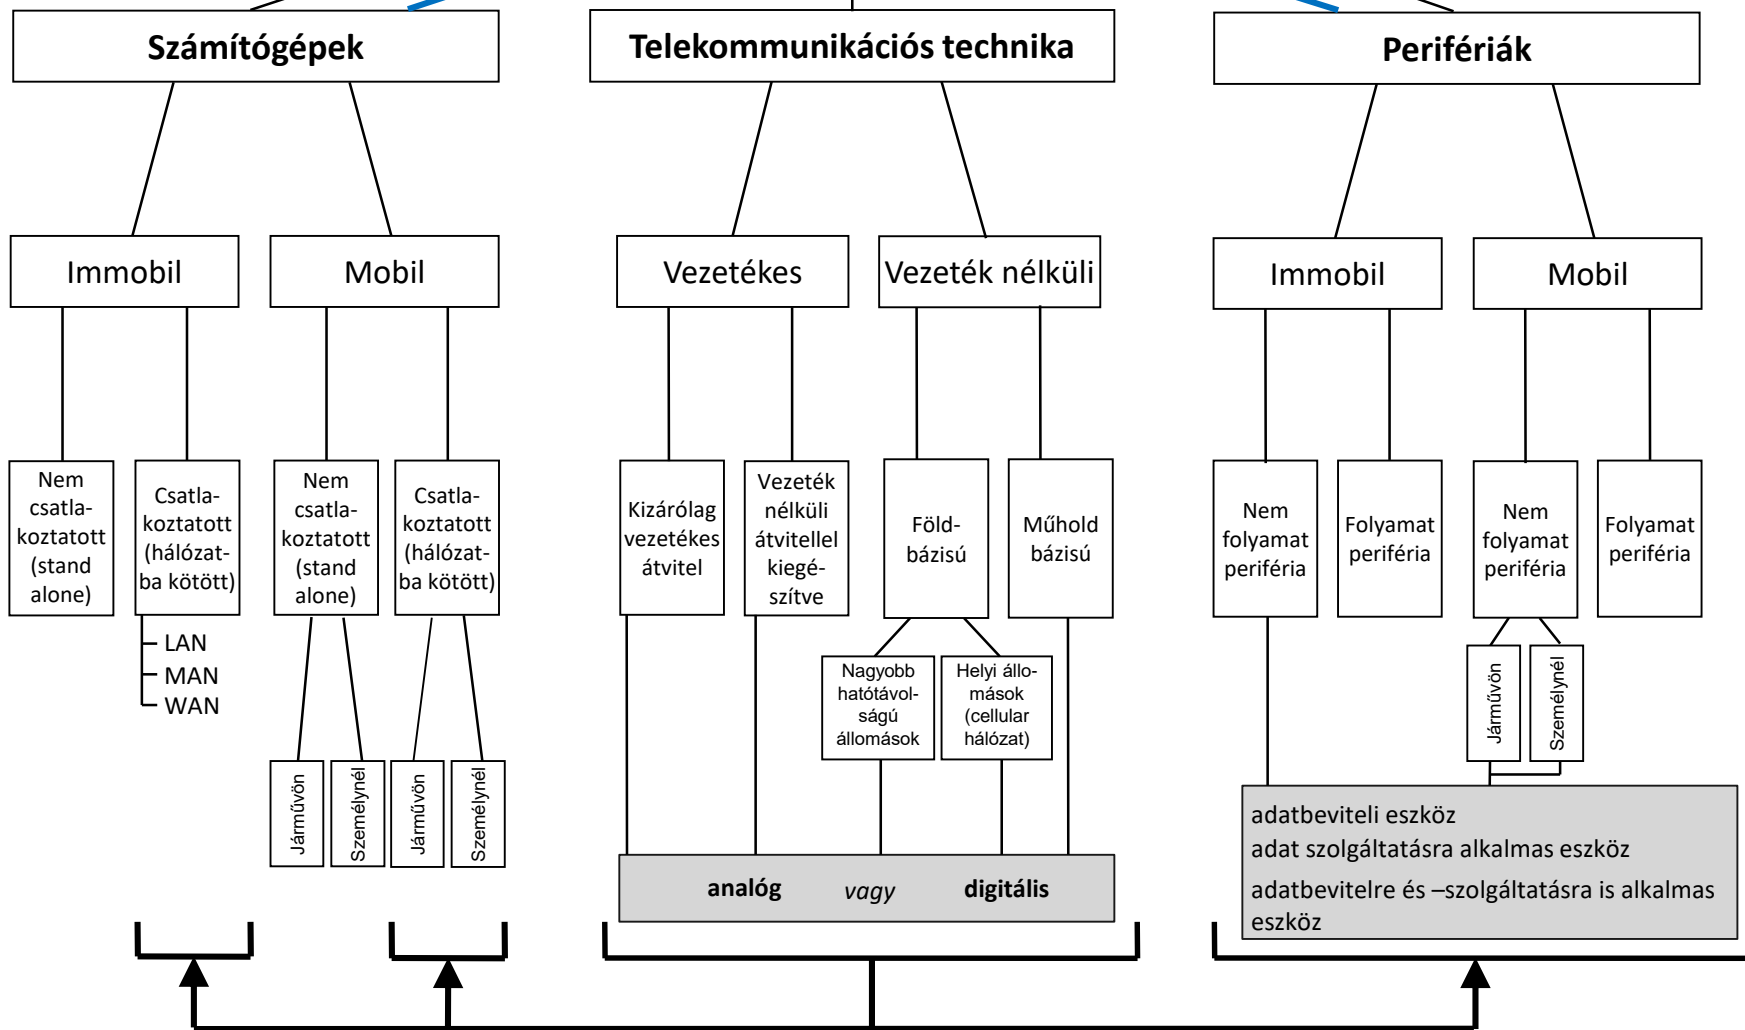 Számítógépek
Telekommunikációs technika
Perifériák
Immobil
Mobil
Vezetékes
Vezeték nélküli
Immobil
Mobil
Nem
csatla-
koztatott
(stand
alone)
Csatla-
koztatott
(hálózat-
ba kötött)
Nem
csatla-
koztatott
(stand
alone)
Csatla-
koztatott
(hálózat-
ba kötött)
Kizárólag
vezetékes
átvitel
Vezeték
nélküli
átvitellel
kiegé-
szítve
Föld-
bázisú
Műhold
bázisú
Nem
folyamat
periféria
Folyamat
periféria
Nem
folyamat
periféria
Folyamat
periféria
LAN
MAN
WAN
Nagyobb
hatótávol-
ságú
állomások
Helyi állo-
mások
(cellular
hálózat)
Járművön
Személynél
Járművön
Személynél
Járművön
Személynél
analóg vagy digitális
adatbeviteli eszköz
adat szolgáltatásra alkalmas eszköz
adatbevitelre és –szolgáltatásra is alkalmas
eszköz